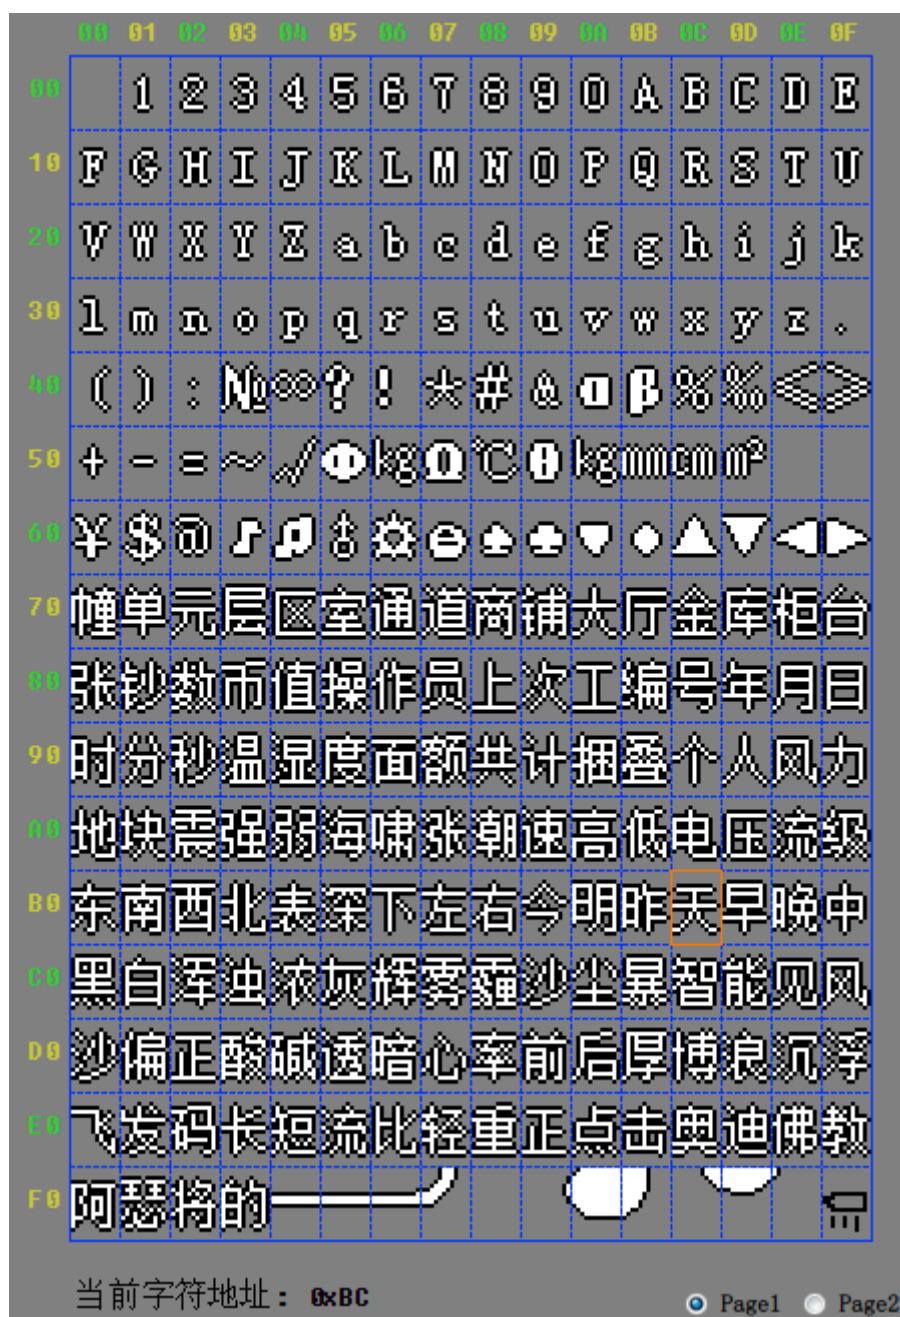 00 01 02 03 04 05 06 07 08 09 0A 0B 0C 0D 0E 0F
00 1 2 3 4 5 6 7 8 9 0 A B C D E
10 F G H I J K L M N O P Q R S T U
20 V W X Y Z a b c d e f g h i j k
30 l m n o p q r s t u v w x y z 。
40 ( ) : № ∞ ? ! * # & α β % ‰ < >
50 + - = ~ √ Φ kg Ω ℃ θ kg mm cm m²
60 ¥ $ @ ♪ ▲ ▼ ◀ ▶
70 幢 单 元 层 区 室 通 道 商 铺 大 厅 金 库 柜 台
80 张 钞 数 币 值 操 作 员 上 次 工 编 号 年 月 日
90 时 分 秒 温 湿 度 面 额 共 计 捆 叠 个 人 风 力
A0 地 块 震 强 弱 海 啸 张 潮 速 高 低 电 压 流 级
B0 东 南 西 北 表 深 下 左 右 今 明 昨 天 早 晚 中
C0 黑 白 浑 浊 浓 灰 辉 雾 霾 沙 尘 暴 智 能 见 风
D0 沙 偏 正 酸 碱 透 暗 心 率 前 后 厚 博 浪 沉 浮
E0 飞 发 码 长 短 流 比 轻 重 正 点 击 奥 迪 佛 教
F0 阿 瑟 将 的
当前字符地址: 0xBC
Page1 Page2